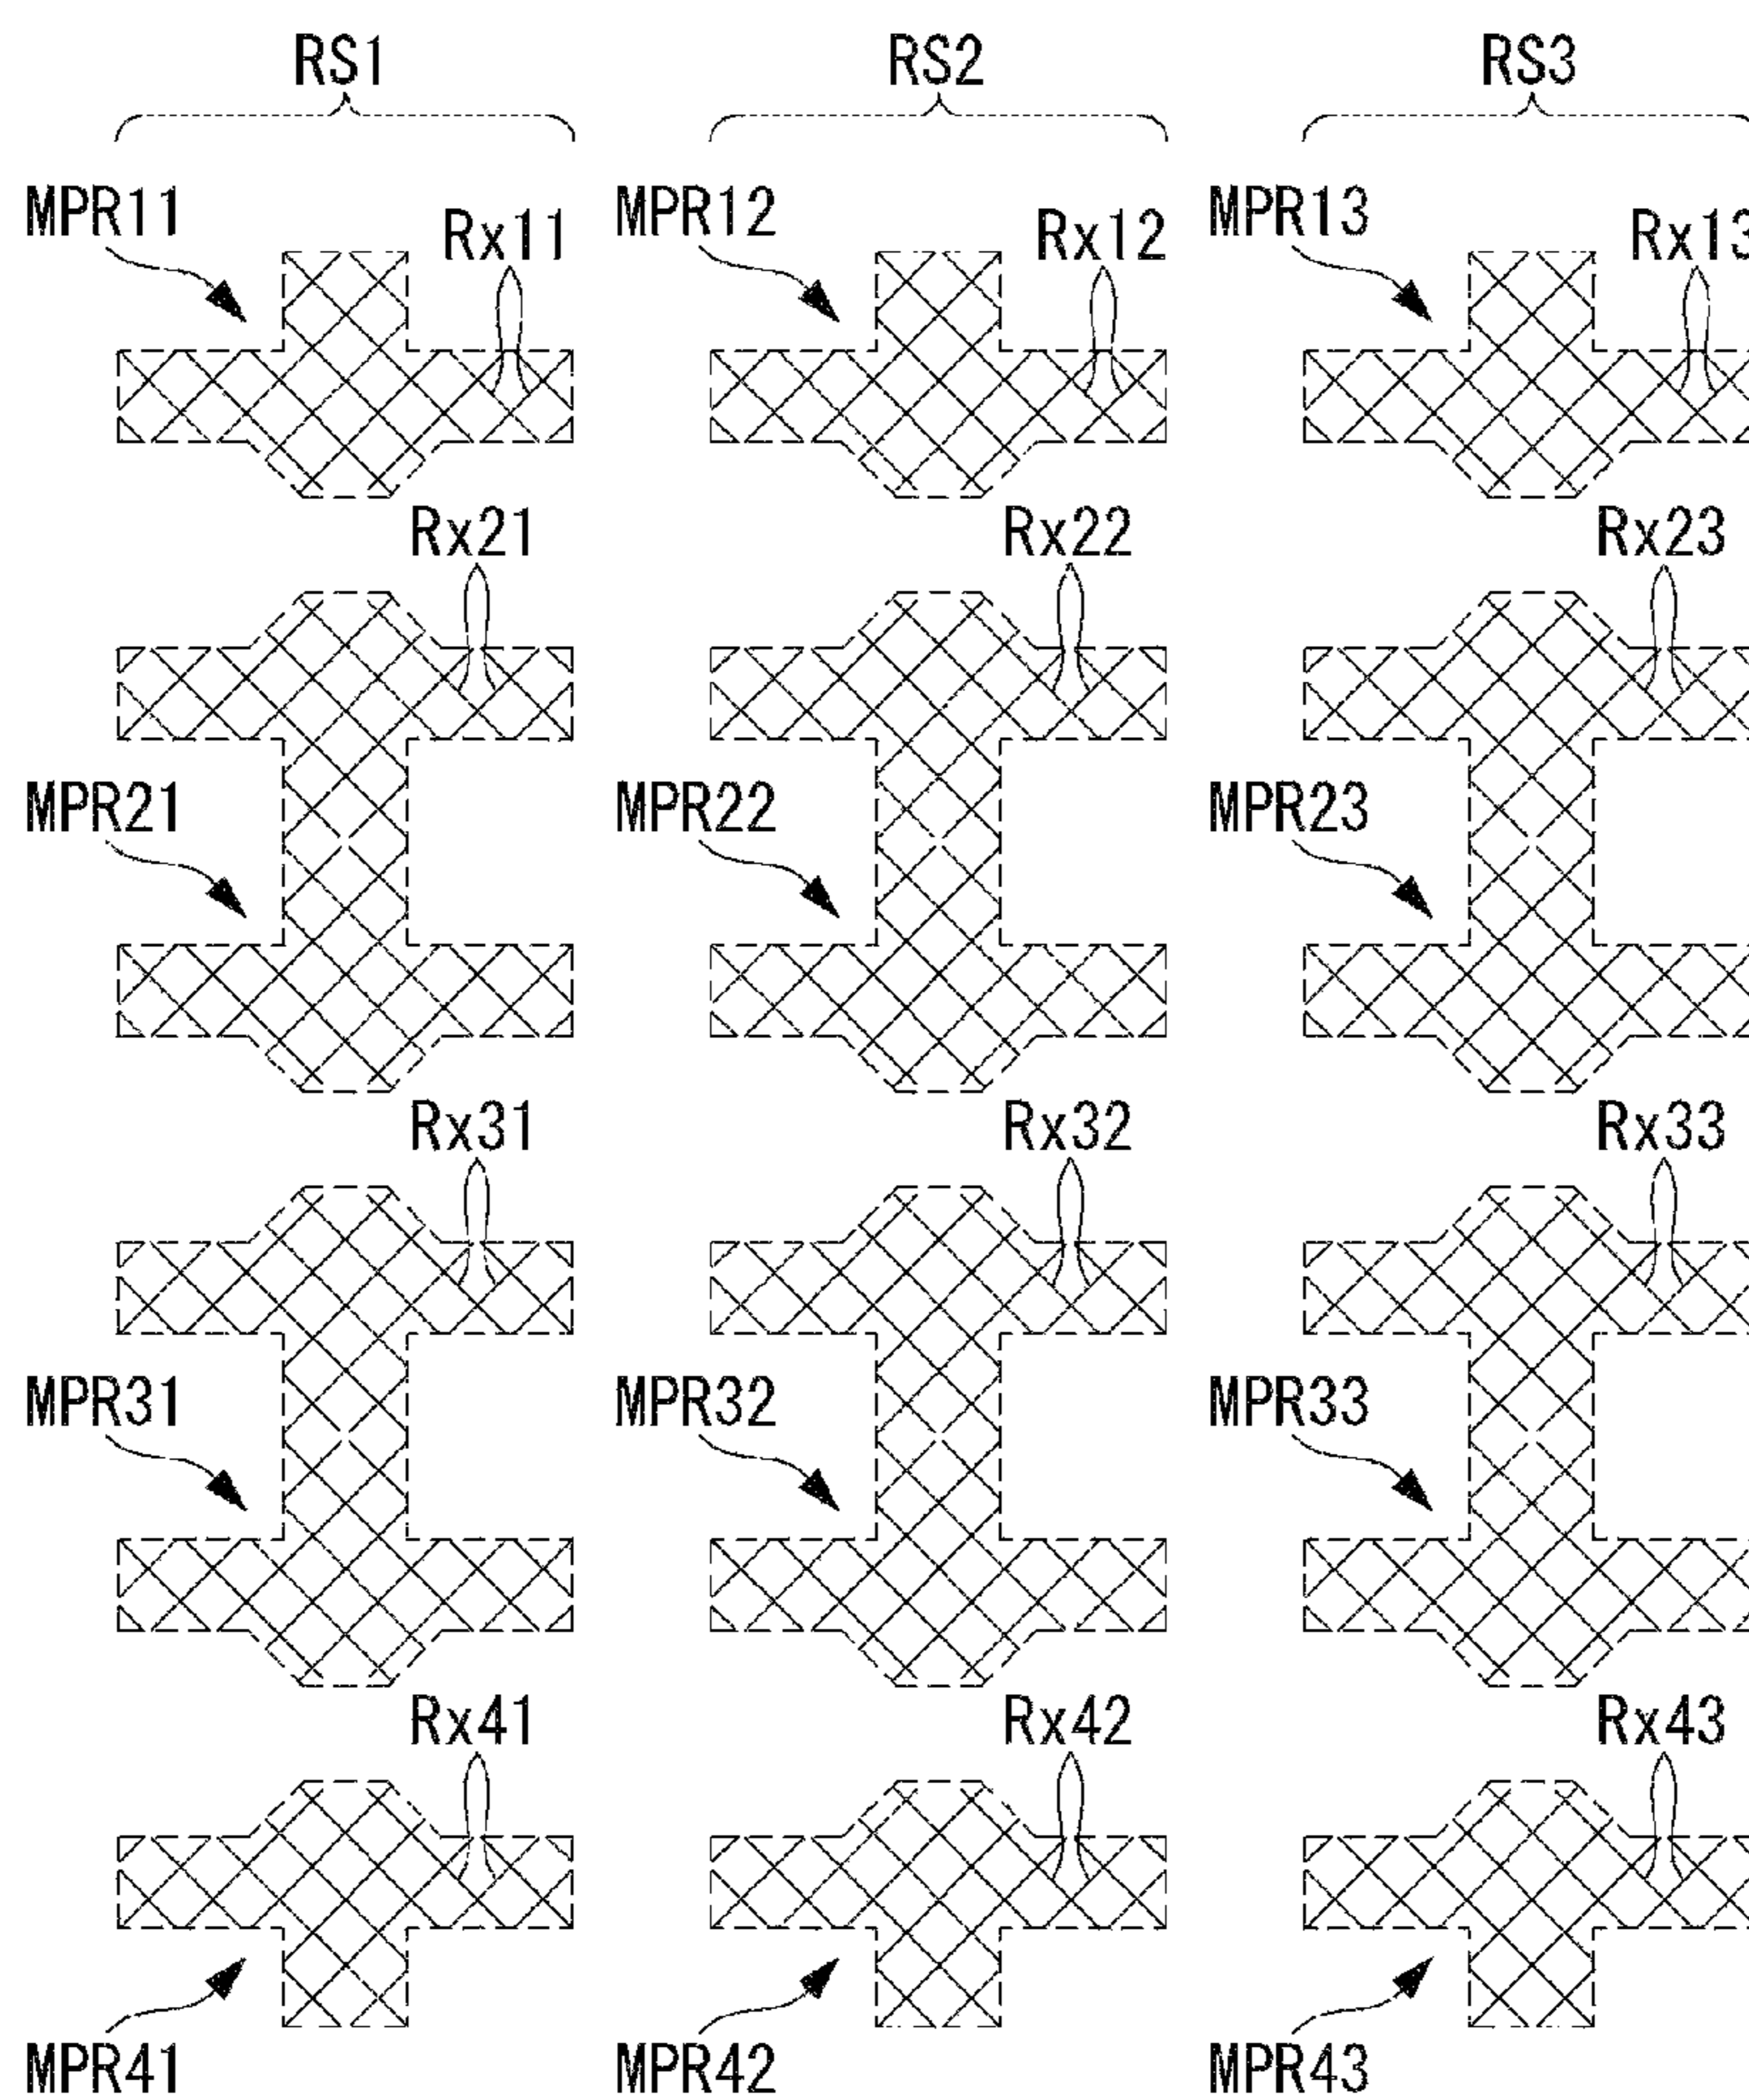 RS1 RS2 RS3
MPR11 Rx11 MPR12 Rx12 MPR13 Rx13
Rx21 Rx22 Rx23
MPR21 MPR22 MPR23
Rx31 Rx32 Rx33
MPR31 MPR32 MPR33
Rx41 Rx42 Rx43
MPR41 MPR42 MPR43